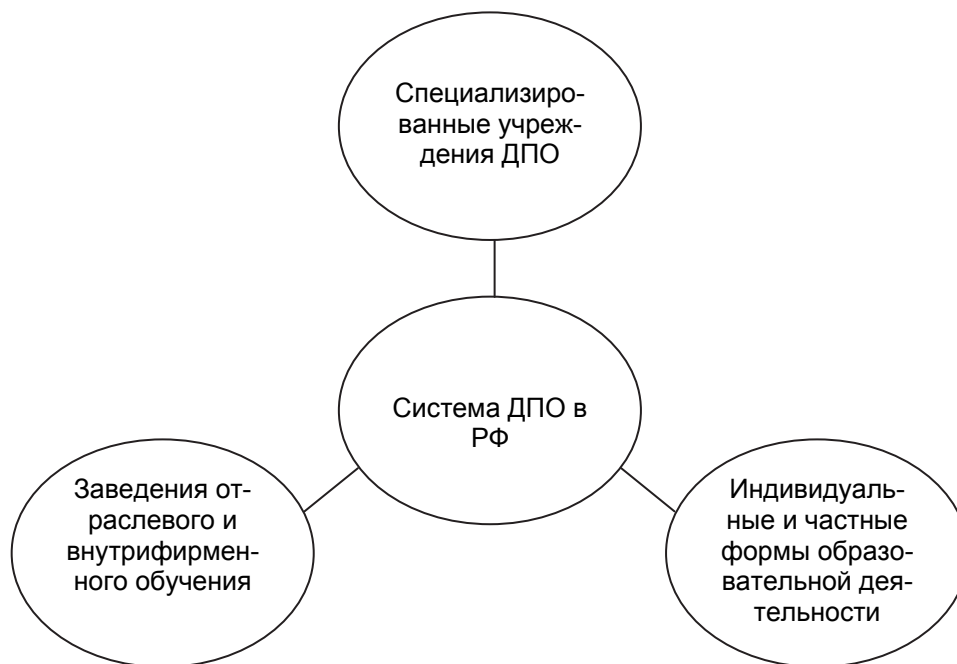 Специализиро-
ванные учреж-
дения ДПО
Система ДПО в
РФ
Заведения от-
раслевого и
внутрифирмен-
ного обучения
Индивидуаль-
ные и частные
формы образо-
вательной дея-
тельности